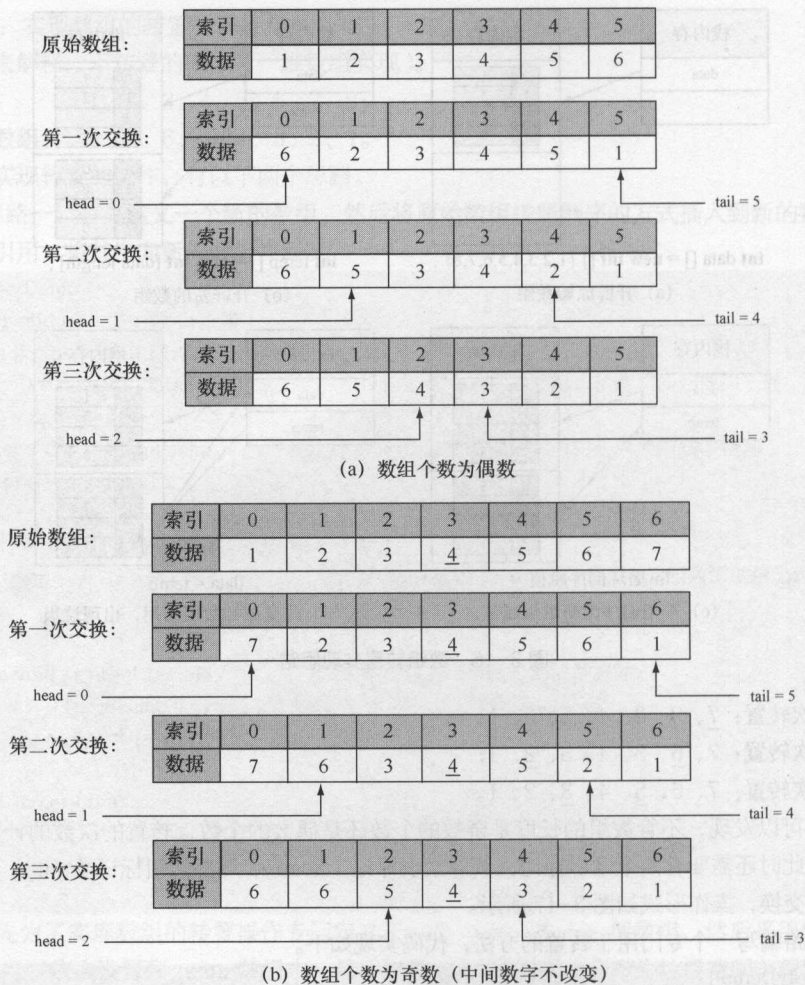 原始数组:
索引 0 1 2 3 4 5
数据 1 2 3 4 5 6
第一次交换:
索引 0 1 2 3 4 5
数据 6 2 3 4 5 1
head = 0 tail = 5
第二次交换:
索引 0 1 2 3 4 5
数据 6 5 3 4 2 1
head = 1 tail = 4
第三次交换:
索引 0 1 2 3 4 5
数据 6 5 4 3 2 1
head = 2 tail = 3
(a) 数组个数为偶数
原始数组:
索引 0 1 2 3 4 5 6
数据 1 2 3 4 5 6 7
第一次交换:
索引 0 1 2 3 4 5 6
数据 7 2 3 4 5 6 1
head = 0 tail = 5
第二次交换:
索引 0 1 2 3 4 5 6
数据 7 6 3 4 5 2 1
head = 1 tail = 4
第三次交换:
索引 0 1 2 3 4 5 6
数据 6 6 5 4 3 2 1
head = 2 tail = 3
(b) 数组个数为奇数 (中间数字不改变)